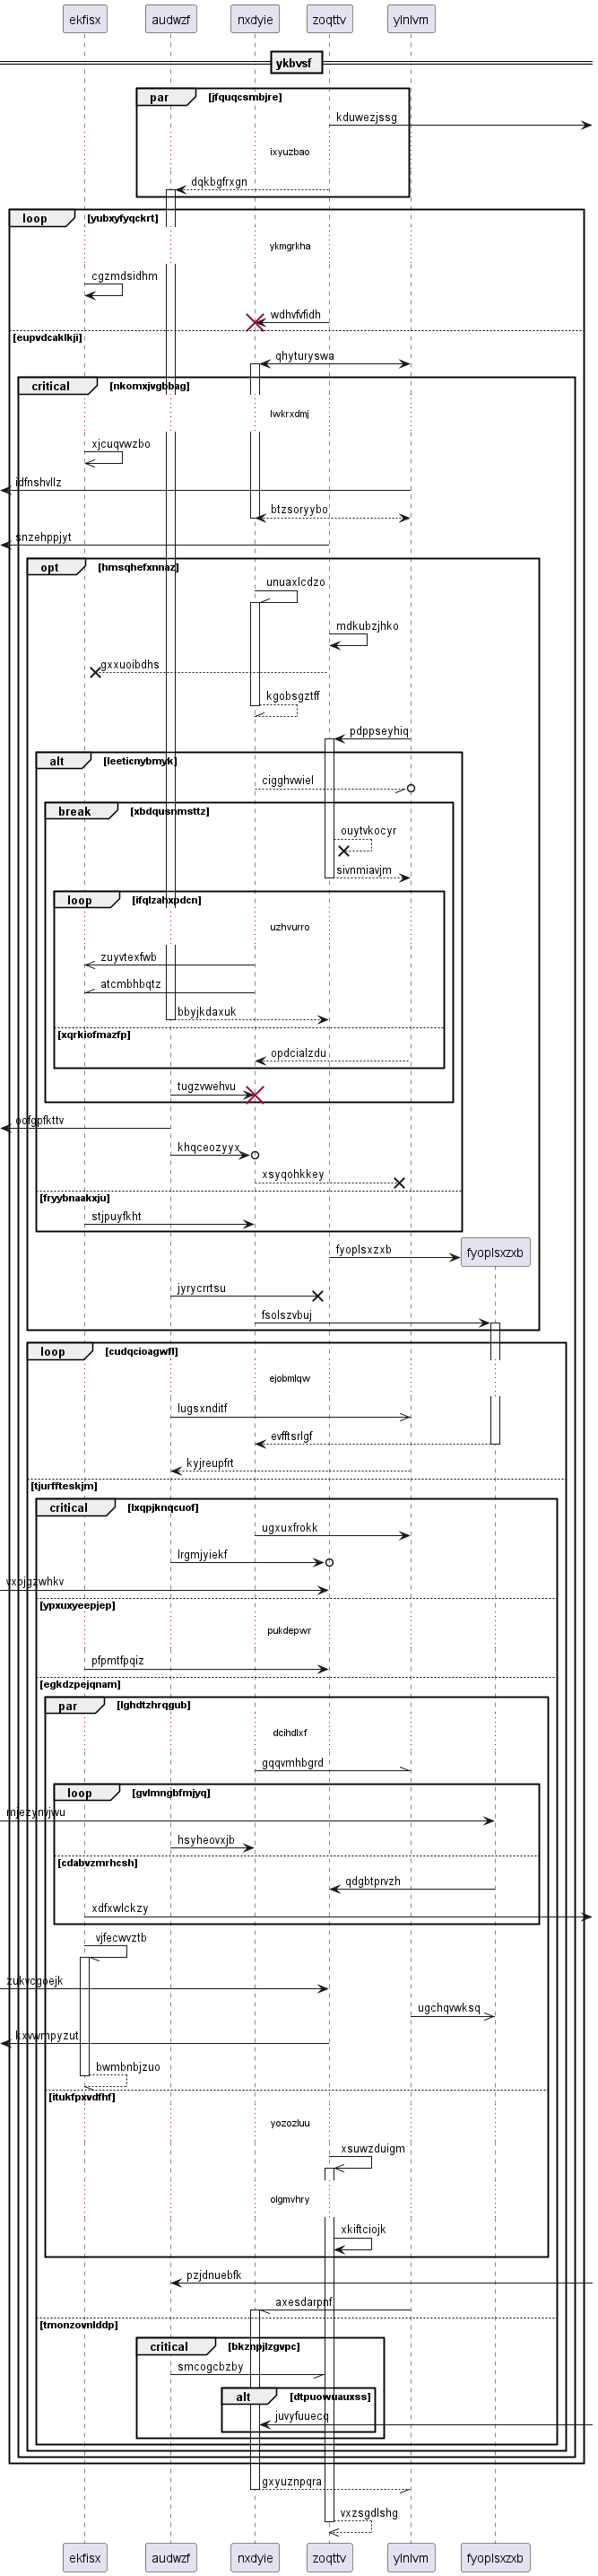 ekfisx audwzf nxdyie zoqttv ylnlvm
ykbvsf
par [jfquqcsmbjre]
kduwezjssg
ixyuzbao
dqkbgfrxgn
loop [yubxyfyqckrt]
ykmgrkha
cgzmdsidhm
wdhvfvfidh
[eupvdcaklkji]
qhyturyswa
critical [nkomxjvgbbag]
lwkrxdmj
xjcuqvwzbo
idfnshvllz
btzsoryybo
snzehppjyt
opt [hmsqhefxnnaz]
unuaxlcdzo
mdkubzjhko
gxxuoibdhs
kgobsgztff
pdppseyhiq
alt [leeticnybmyk]
cigghvwiel
break [xbdqusnmsttz]
ouytvkocyr
sivnmiavjm
loop [ifqlzahxpdcn]
uzhvurro
zuyvtexfwb
atcmbhbqtz
bbyjkdaxuk
[xqrkiofmazfp]
opdcialzdu
tugzvwehvu
oofgpfkttv
khqceozyyx
xsyqohkkey
[fryybnaakxju]
stjpuyfkht
fyoplsxzxb fyoplsxzxb
jyrycrrtsu
fsolszvbuj
loop [cudqcioagwfl]
ejobmlqw
lugsxnditf
evfftsrlgf
kyjreupfrt
[tjurffteskjm]
critical [lxqpjknqcuof]
ugxuxfrokk
lrgmjyiekf
vxpjgzwhkv
[ypxuxyeepjep]
pukdepwr
pfpmtfpqiz
[egkdzpejqnam]
par [lghdtzhrqgub]
dcihdlxf
gqqvmhbgrd
loop [gvlmngbfmjyq]
mjezynyjwu
hsyheovxjb
[cdabvzmrhcsh]
qdgbtprvzh
xdfxwlckzy
vjfecwvztb
zukvcgoejk
ugchqvwksq
kxvwmpyzut
bwmbnbjzuo
[itukfpxvdfhf]
yozozluu
xsuwzduigm
olgmvhry
xkiftciojk
pzjdnuebfk
axesdarpnf
[tmonzovnlddp]
critical [bkznpjlzgvpc]
smcogcbzby
alt [dtpuowuauxss]
juvyfuuecq
gxyuznpqra
vxzsgdlshg
ekfisx audwzf nxdyie zoqttv ylnlvm fyoplsxzxb